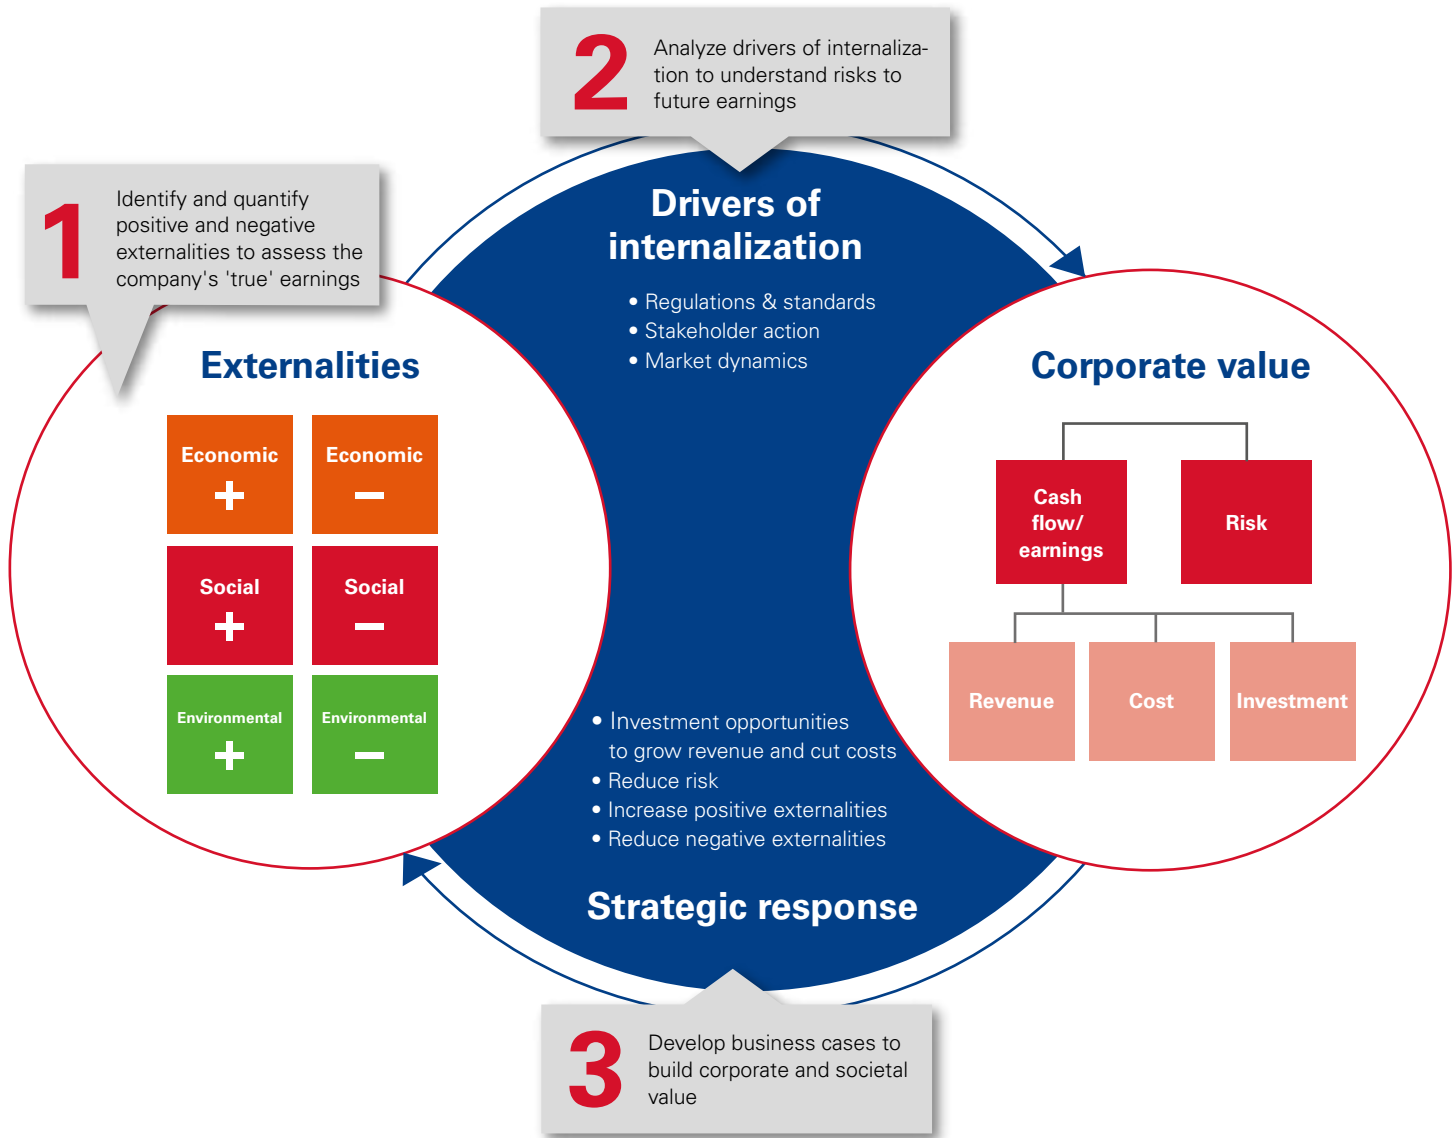 2
Analyze drivers of internaliza-
tion to understand risks to
future earnings
1
Identify and quantify
positive and negative
externalities to assess the
company's 'true' earnings
Drivers of
internalization
• Regulations & standards
• Stakeholder action
• Market dynamics
Externalities
Economic
+
Economic
–
Social
+
Social
–
Environmental
+
Environmental
–
Corporate value
Cash
flow/
earnings
Risk
Revenue
Cost
Investment
• Investment opportunities
to grow revenue and cut costs
• Reduce risk
• Increase positive externalities
• Reduce negative externalities
Strategic response
3
Develop business cases to
build corporate and societal
value